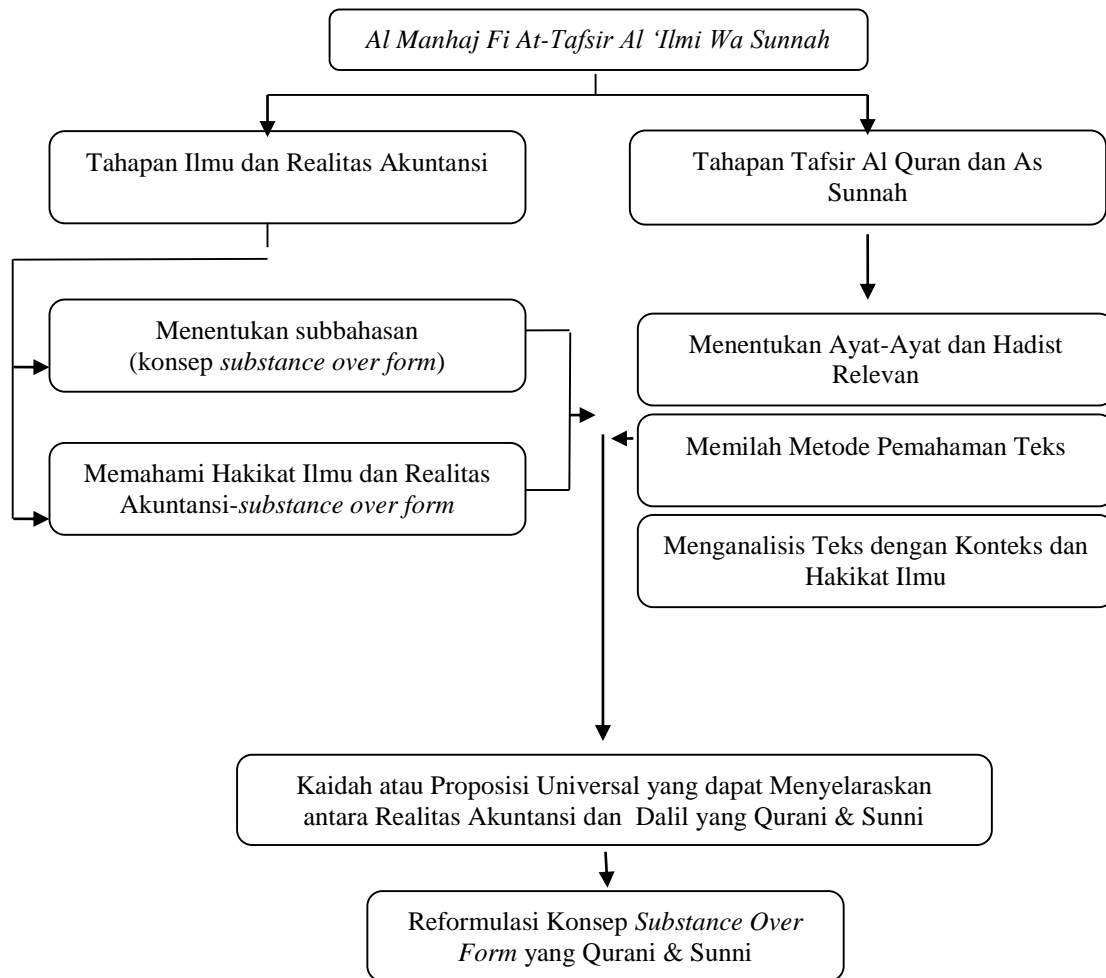 Al Manhaj Fi At-Tafsir Al ‘Ilmi Wa Sunnah
Tahapan Ilmu dan Realitas Akuntansi
Tahapan Tafsir Al Quran dan As
Sunnah
Menentukan subbahasan
(konsep substance over form)
Memahami Hakikat Ilmu dan Realitas
Akuntansi-substance over form
Menentukan Ayat-Ayat dan Hadist
Relevan
Memilah Metode Pemahaman Teks
Menganalisis Teks dengan Konteks dan
Hakikat Ilmu
Kaidah atau Proposisi Universal yang dapat Menyelaraskan
antara Realitas Akuntansi dan Dalil yang Qurani & Sunni
Reformulasi Konsep Substance Over
Form yang Qurani & Sunni